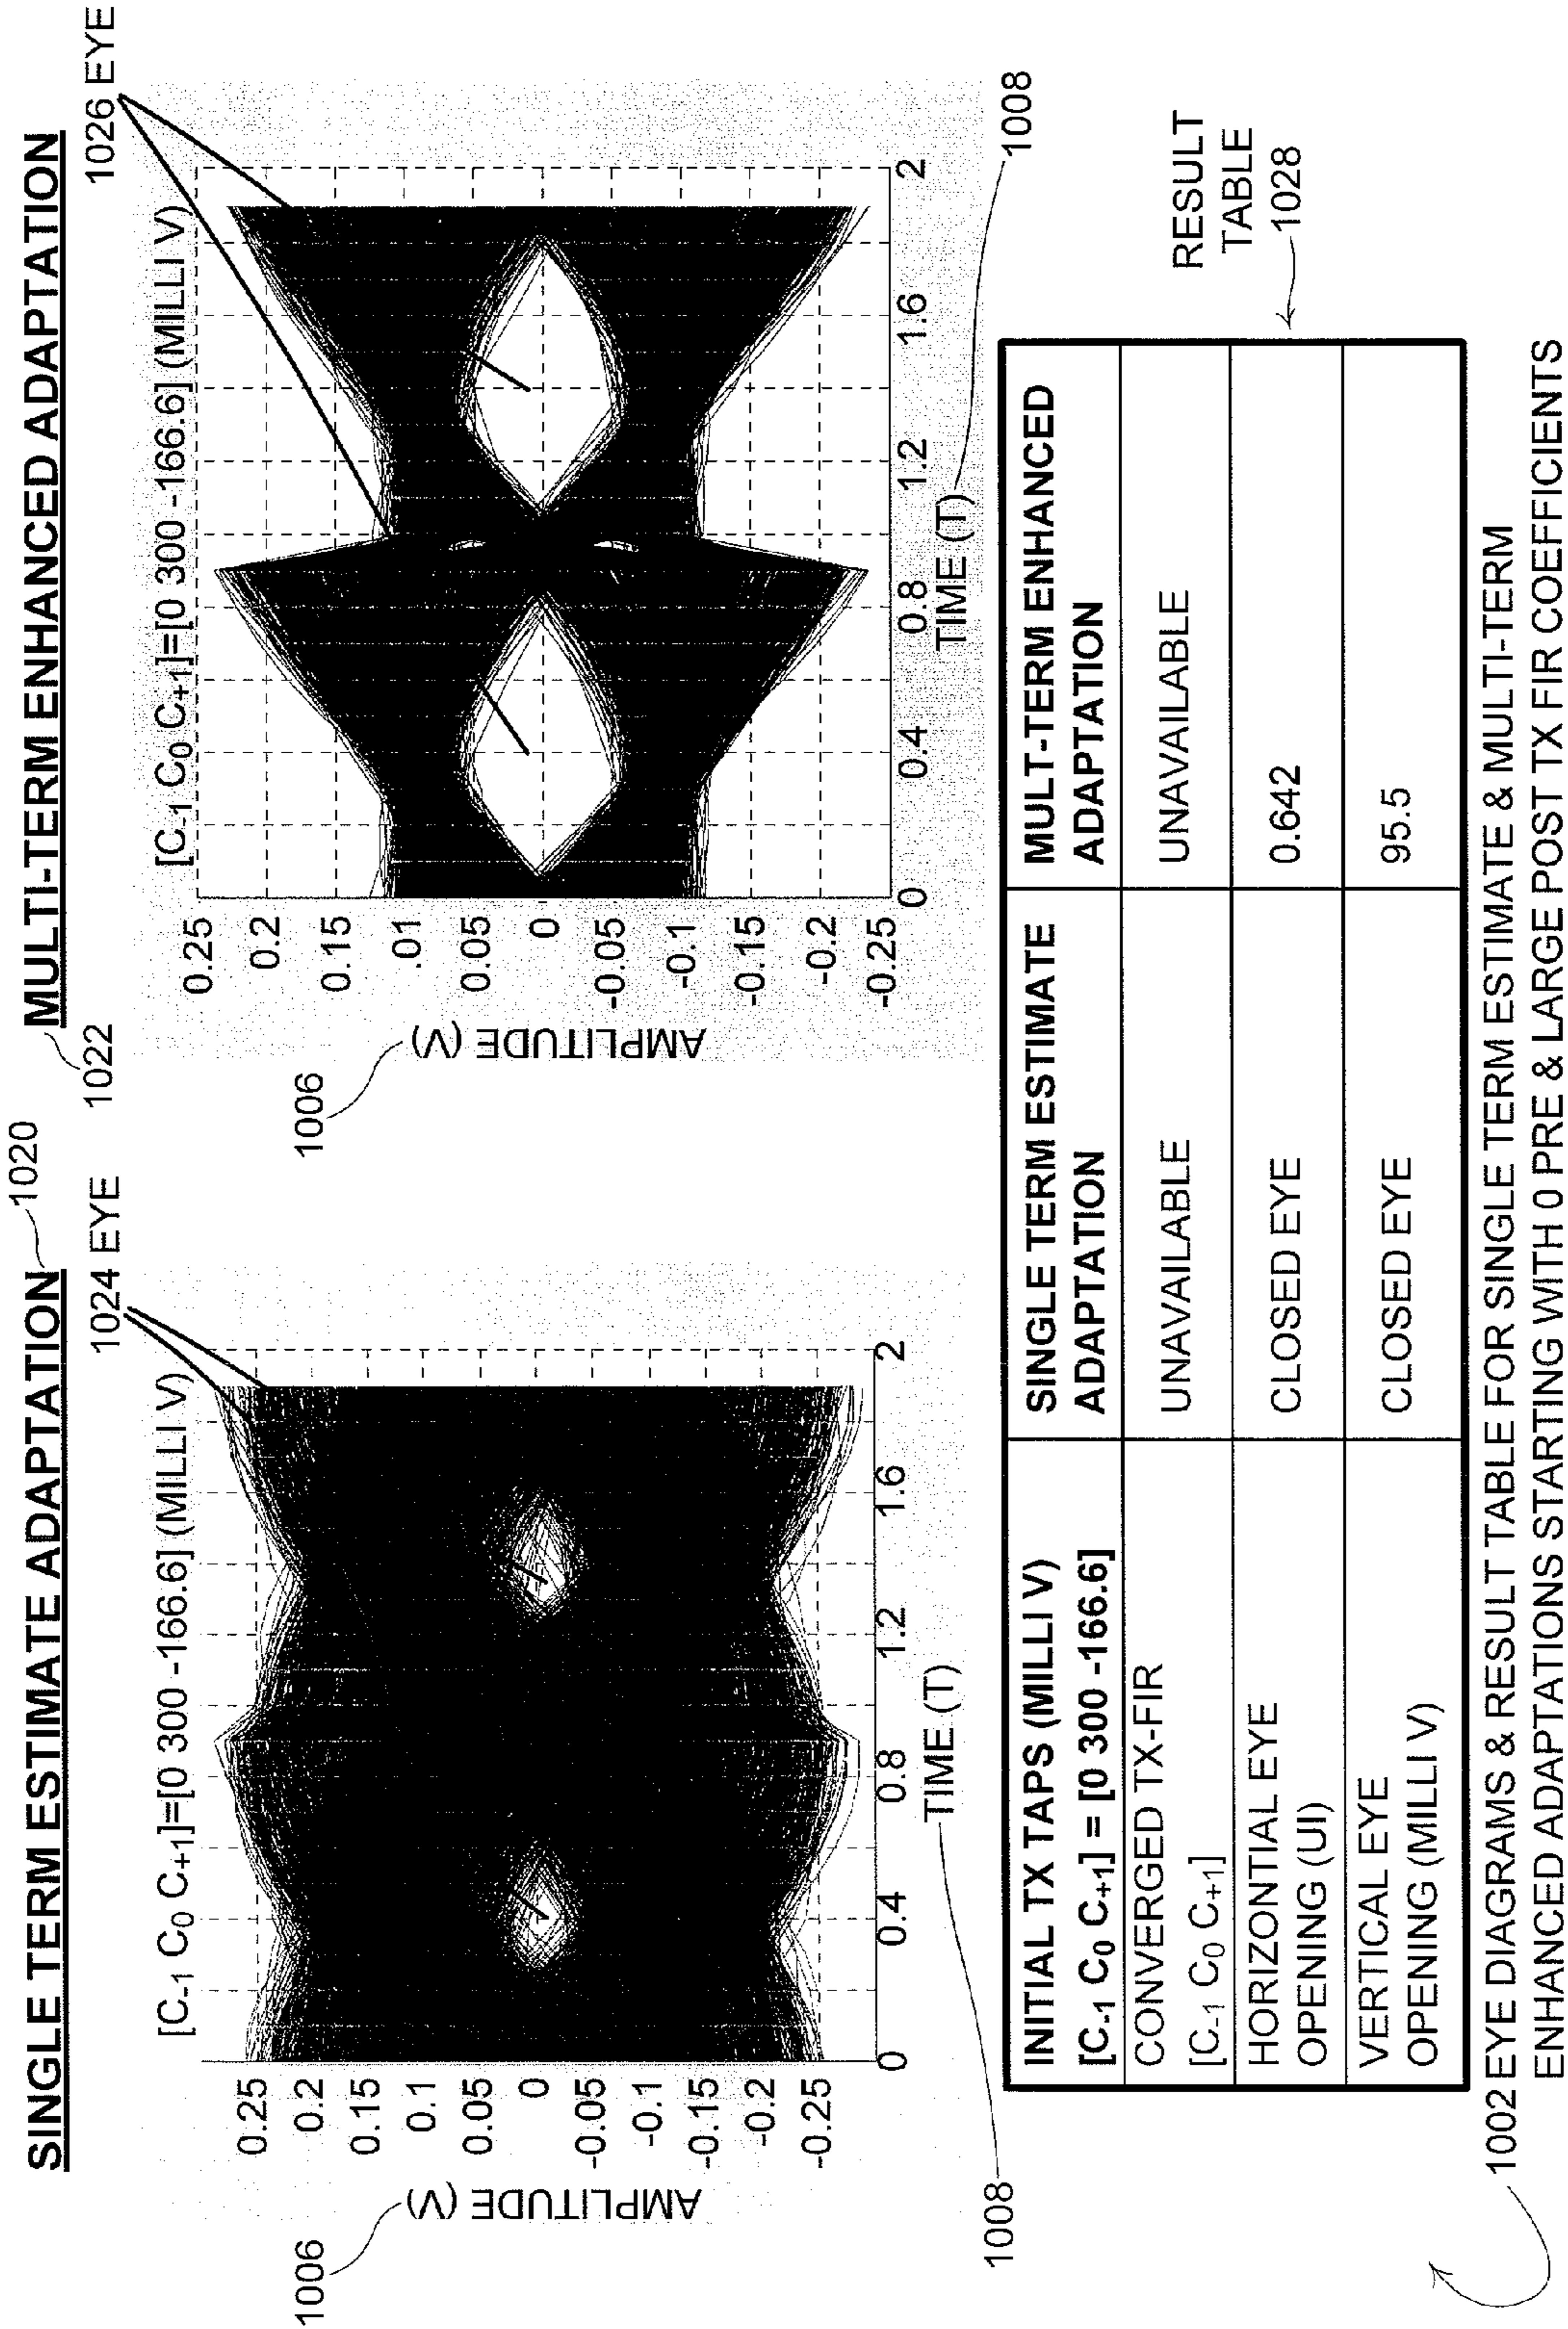 SINGLE TERM ESTIMATE ADAPTATION
1020
1024 EYE
[C-1 C0 C+1]=[0 300 -166.6] (MILLI V)
0.25
0.2
0.15
0.1
0.05
0
-0.05
-0.1
-0.15
-0.2
-0.25
AMPLITUDE (V)
1006
0
0.4
0.8
1.2
1.6
2
TIME (T)
1008
MULTI-TERM ENHANCED ADAPTATION
1022
1026 EYE
[C-1 C0 C+1]=[0 300 -166.6] (MILLI V)
0.25
0.2
0.15
.01
0.05
0
-0.05
-0.1
-0.15
-0.2
-0.25
AMPLITUDE (V)
1006
0
0.4
0.8
1.2
1.6
2
TIME (T)
1008
RESULT
TABLE
1028
INITIAL TX TAPS (MILLI V)
[C-1 C0 C+1] = [0 300 -166.6]
SINGLE TERM ESTIMATE
ADAPTATION
MULT-TERM ENHANCED
ADAPTATION
CONVERGED TX-FIR
[C-1 C0 C+1]
UNAVAILABLE
UNAVAILABLE
HORIZONTIAL EYE
OPENING (UI)
CLOSED EYE
0.642
VERTICAL EYE
OPENING (MILLI V)
CLOSED EYE
95.5
1002 EYE DIAGRAMS & RESULT TABLE FOR SINGLE TERM ESTIMATE & MULTI-TERM
ENHANCED ADAPTATIONS STARTING WITH 0 PRE & LARGE POST TX FIR COEFFICIENTS